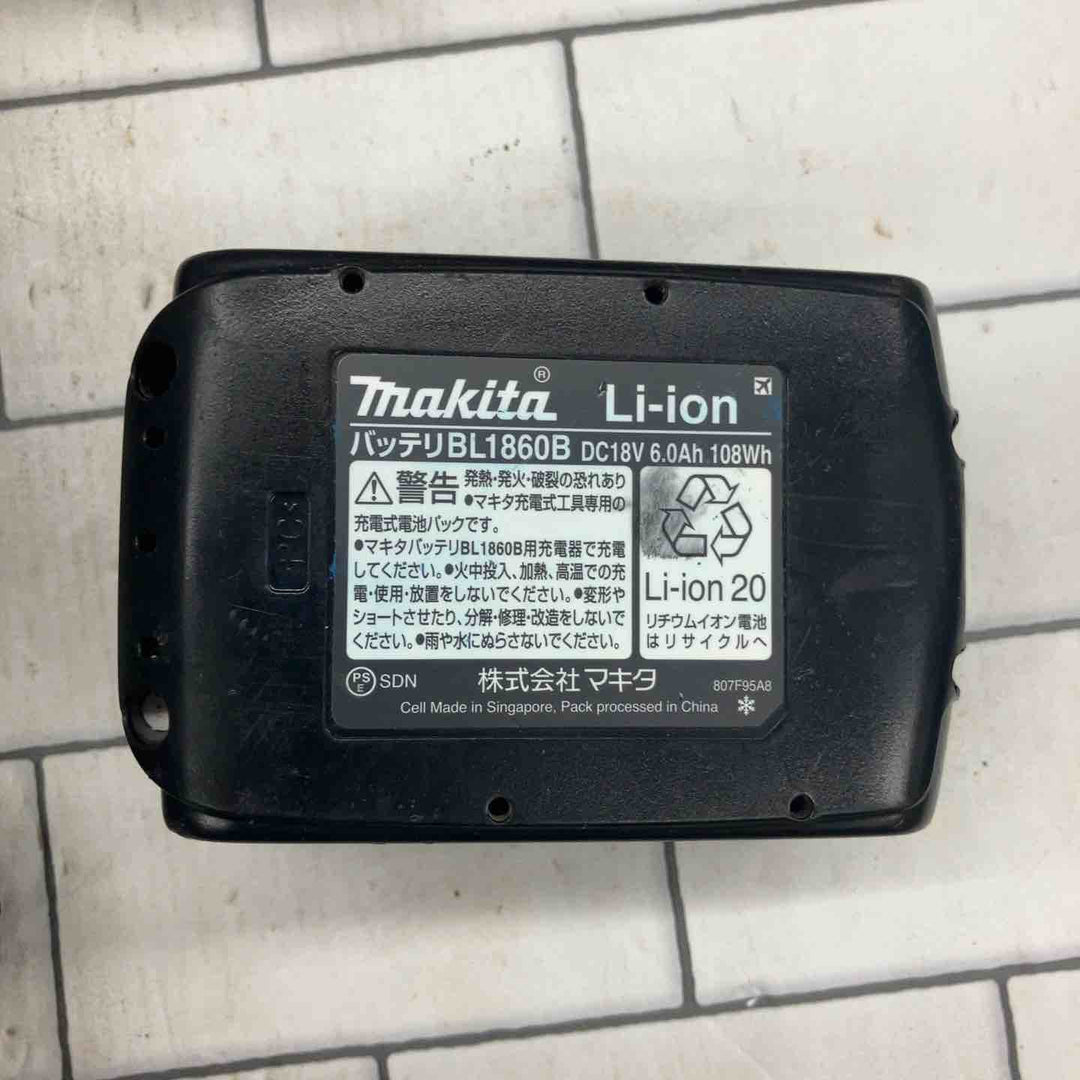 makita® Li-ion
バッテリBL1860B DC18V 6.0Ah 108Wh
警告 発熱・発火・破裂の恐れあり
●マキタ充電式工具専用の
充電式電池パックです。
●マキタバッテリBL1860B用充電器で充電
してください。●火中投入、加熱、高温での充
電・使用・放置をしないでください。●変形や
ショートさせたり、分解・修理・改造をしないで
ください。●雨や水にぬらさないでください。
Li-ion 20
リチウムイオン電池
はリサイクルへ
PS E SDN 株式会社マキタ 807F95A8
Cell Made in Singapore, Pack processed in China